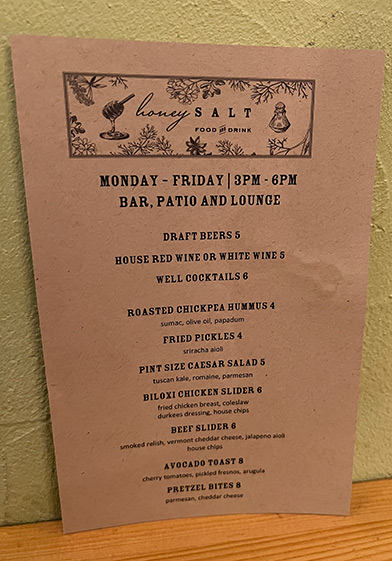 honey SALT
FOOD AND DRINK
MONDAY – FRIDAY | 3PM - 6PM
BAR, PATIO AND LOUNGE
DRAFT BEERS 5
HOUSE RED WINE OR WHITE WINE 5
WELL COCKTAILS 6
ROASTED CHICKPEA HUMMUS 4
sumac, olive oil, papadum
FRIED PICKLES 4
sriracha aioli
PINT SIZE CAESAR SALAD 5
tuscan kale, romaine, parmesan
BILOXI CHICKEN SLIDER 6
fried chicken breast, coleslaw
durkees dressing, house chips
BEEF SLIDER 6
smoked relish, vermont cheddar cheese, jalapeno aioli
house chips
AVOCADO TOAST 8
cherry tomatoes, pickled fresnos, arugula
PRETZEL BITES 8
parmesan, cheddar cheese